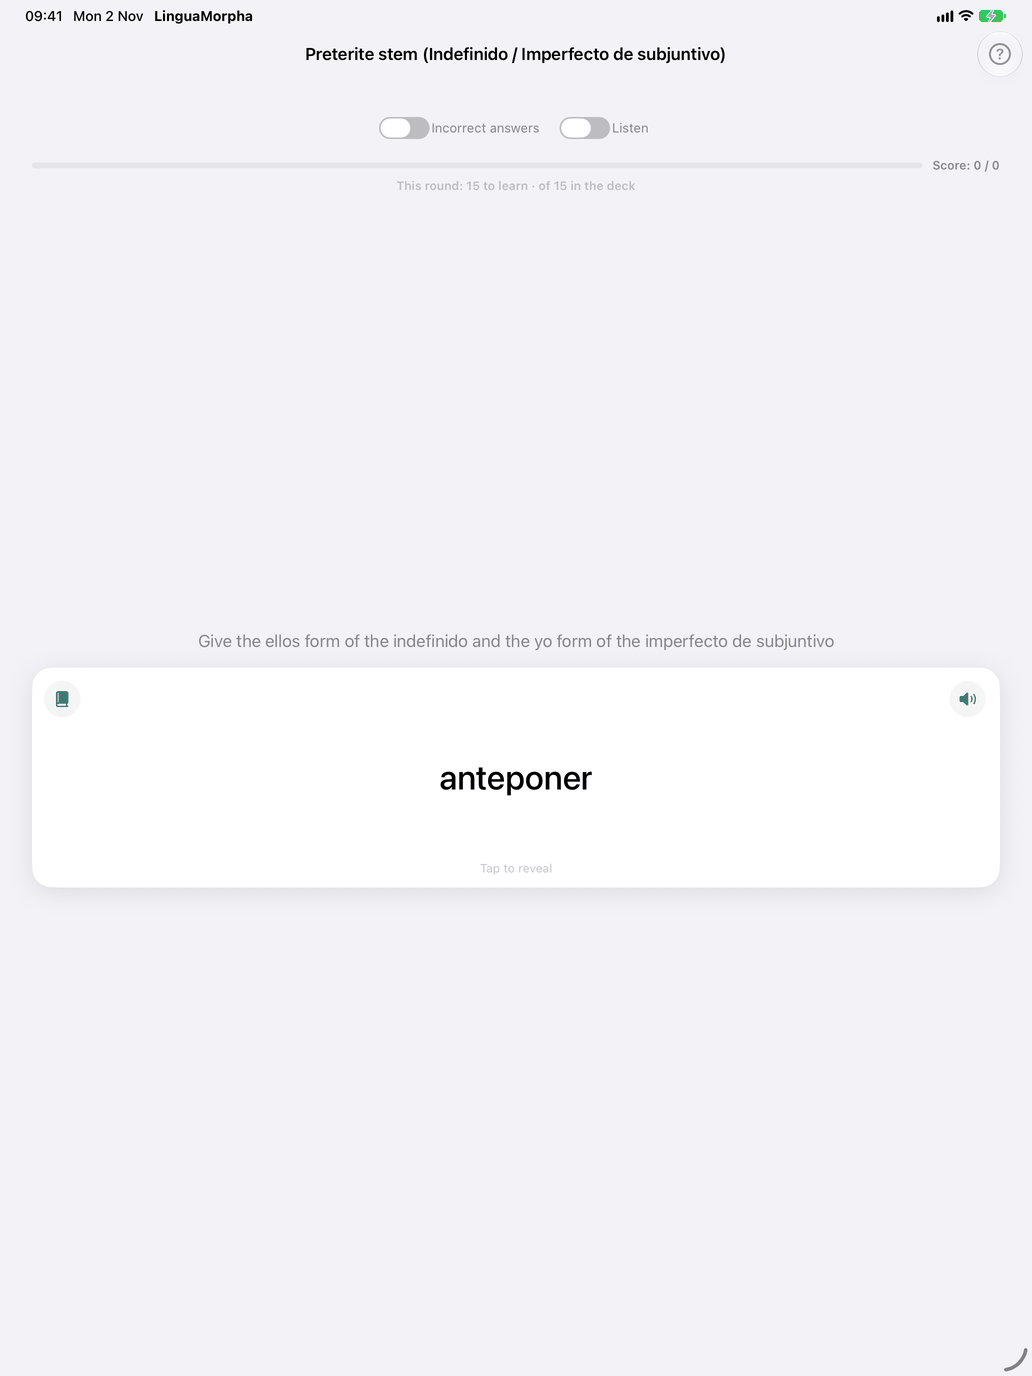 09:41 Mon 2 Nov LinguaMorpha
Preterite stem (Indefinido / Imperfecto de subjuntivo)
?
Incorrect answers Listen
Score: 0 / 0
This round: 15 to learn · of 15 in the deck
Give the ellos form of the indefinido and the yo form of the imperfecto de subjuntivo
anteponer
Tap to reveal